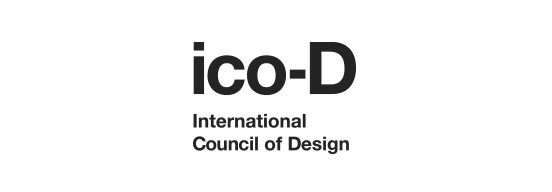 ico-D
International
Council of Design